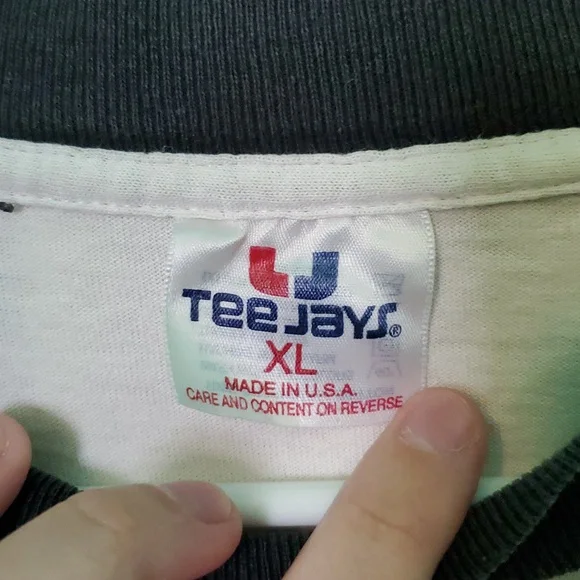 TEE JAYS®
XL
MADE IN U.S.A.
CARE AND CONTENT ON REVERSE